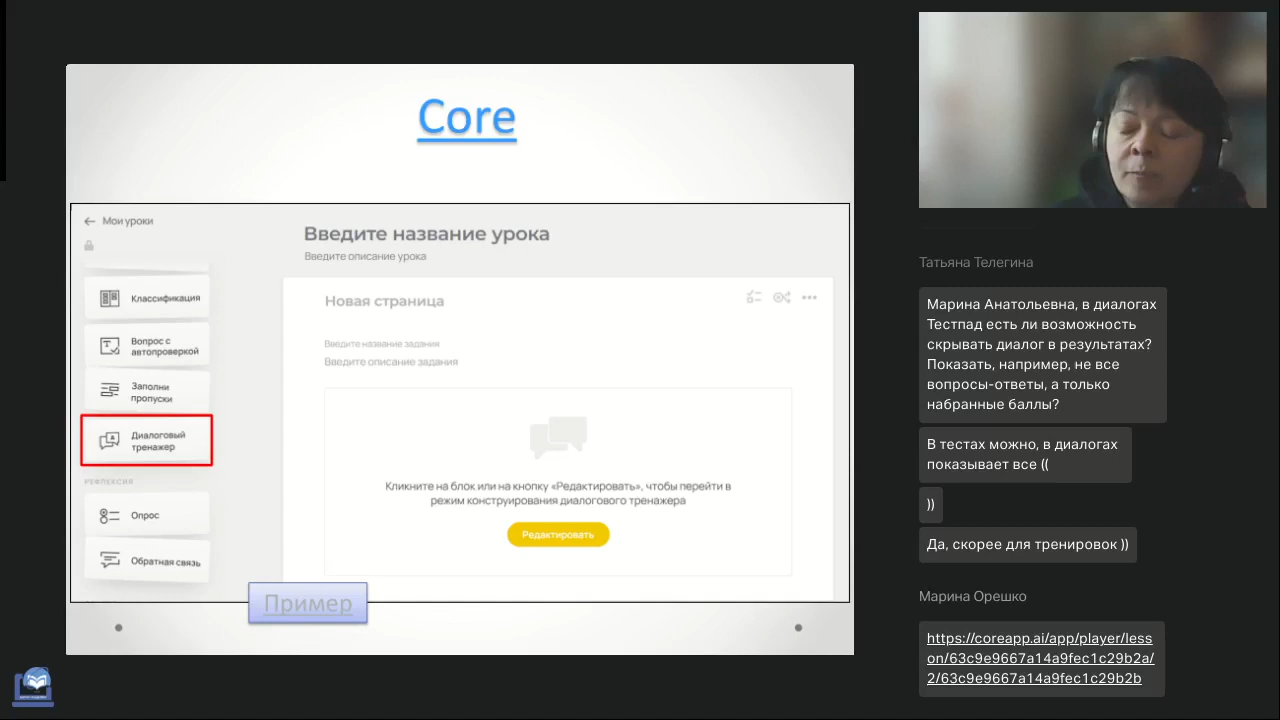 Core
Мои уроки
Классификация
Вопрос с
автопроверкой
Заполни
пропуски
Диалоговый
тренажер
РЕФЛЕКСИЯ
Опрос
Обратная связь
Введите название урока
Введите описание урока
Новая страница
Введите название задания
Введите описание задания
Кликните на блок или на кнопку «Редактировать», чтобы перейти в
режим конструирования диалогового тренажера
Редактировать
Пример
Татьяна Телегина
Марина Анатольевна, в диалогах
Тестпад есть ли возможность
скрывать диалог в результатах?
Показать, например, не все
вопросы-ответы, а только
набранные баллы?
В тестах можно, в диалогах
показывает все ((
))
Да, скорее для тренировок ))
Марина Орешко
https://coreapp.ai/app/player/less
on/63c9e9667a14a9fec1c29b2a/
2/63c9e9667a14a9fec1c29b2b